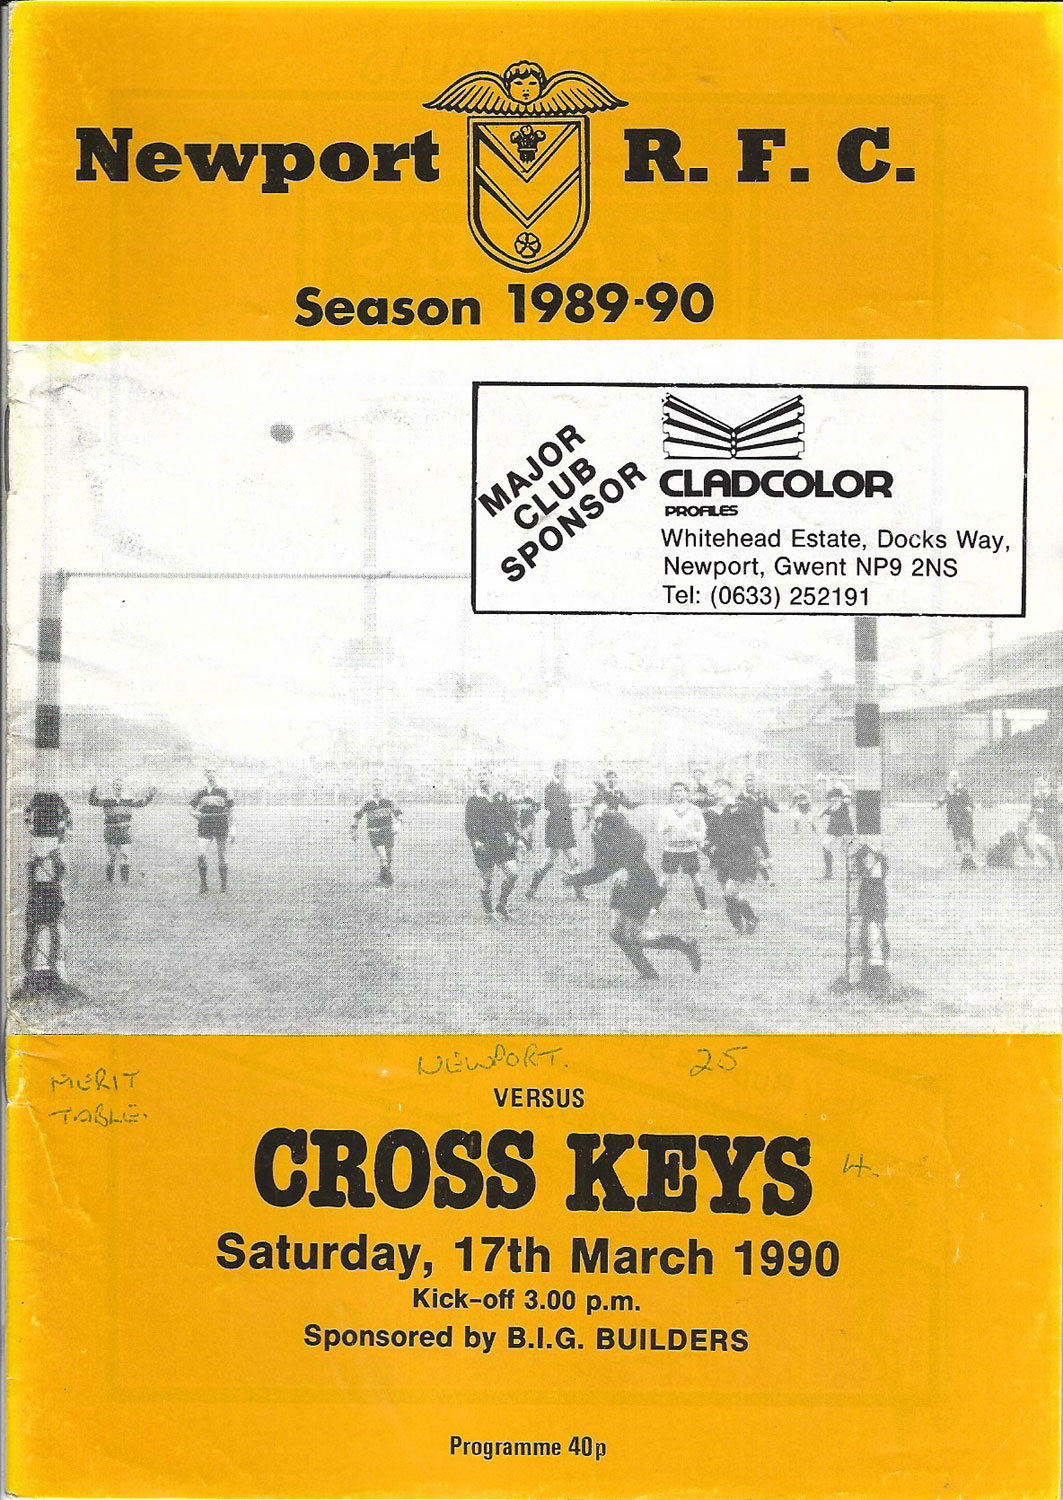 Newport R. F. C.
Season 1989-90
MAJOR
CLUB
SPONSOR
CLADCOLOR
PROFILES
Whitehead Estate, Docks Way,
Newport, Gwent NP9 2NS
Tel: (0633) 252191
NEWPORT. 25
MERIT
TABLE.
VERSUS
CROSS KEYS 4.
Saturday, 17th March 1990
Kick-off 3.00 p.m.
Sponsored by B.I.G. BUILDERS
Programme 40p